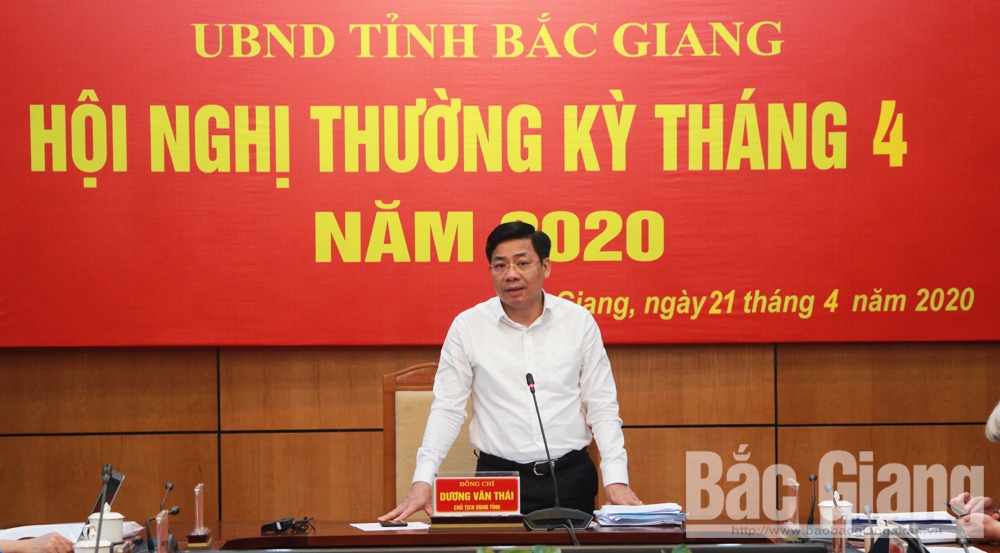 UBND TỈNH BẮC GIANG
HỘI NGHỊ THƯỜNG KỲ THÁNG 4
NĂM 2020
Giang, ngày 21 tháng 4 năm 2020
ĐỒNG CHÍ
DƯƠNG VĂN THÁI
CHỦ TỊCH UBND TỈNH
Bắc Giang